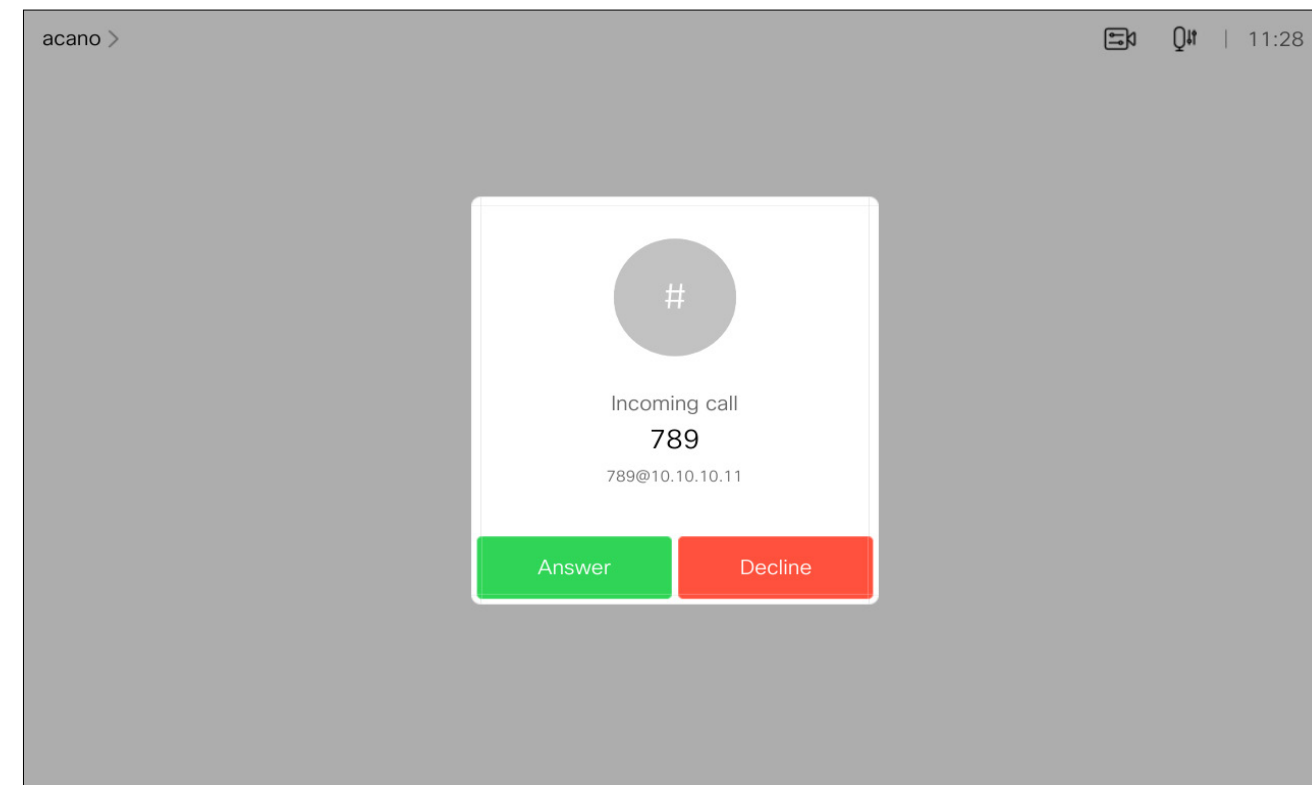 acano >
11:28
#
Incoming call
789
789@10.10.10.11
Answer
Decline